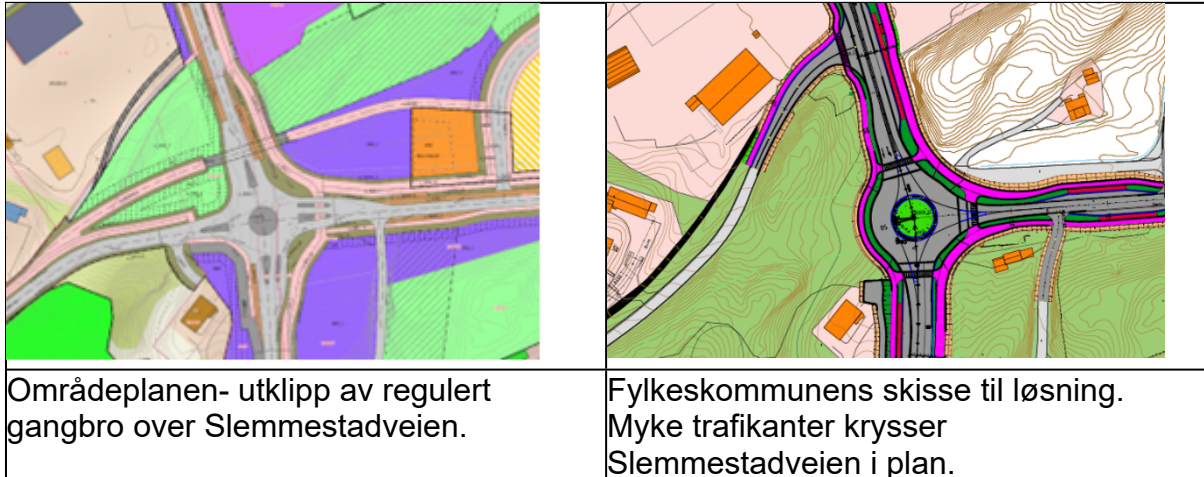 Områdeplanen- utklipp av regulert
gangbro over Slemmestadveien.
Fylkeskommunens skisse til løsning.
Myke trafikanter krysser
Slemmestadveien i plan.